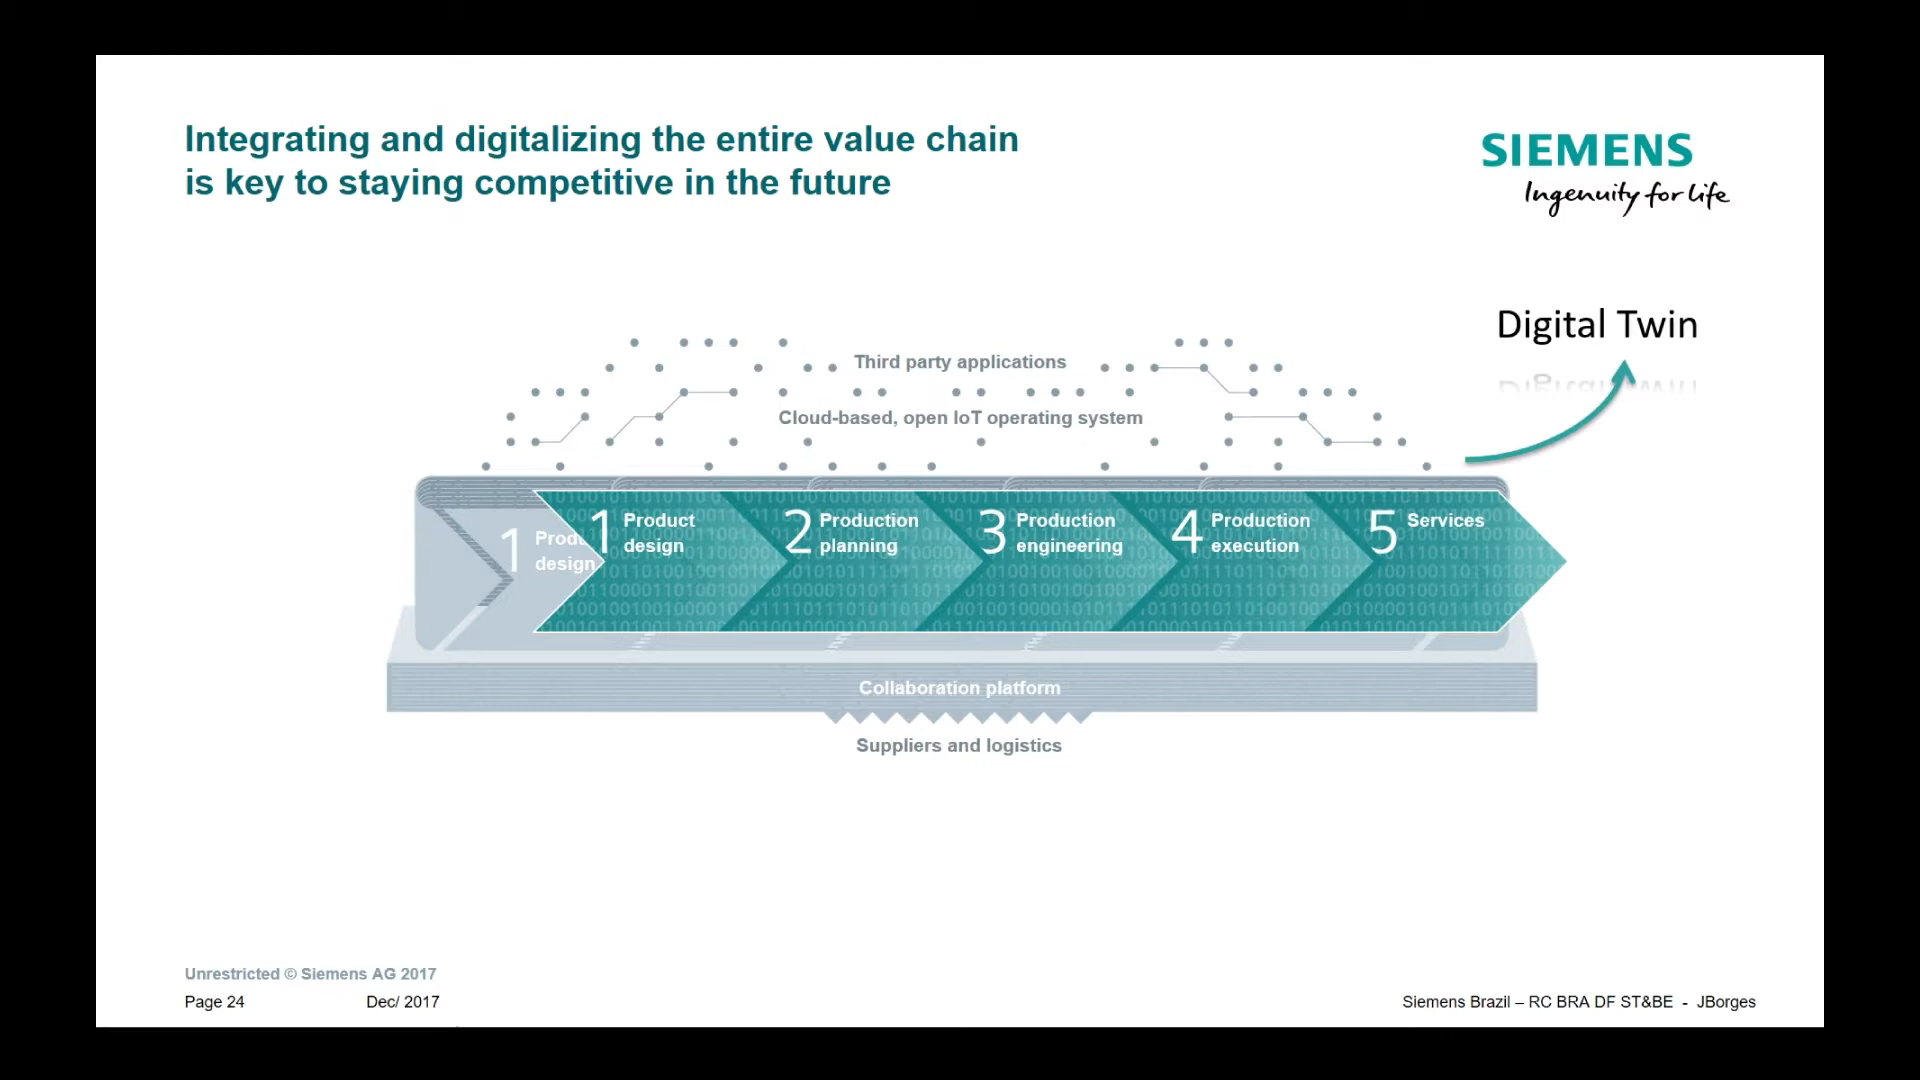 Integrating and digitalizing the entire value chain
is key to staying competitive in the future
SIEMENS
Ingenuity for life
Digital Twin
Third party applications
Cloud-based, open IoT operating system
1 Product
design
2 Production
planning
3 Production
engineering
4 Production
execution
5 Services
1 Prod
design
Collaboration platform
Suppliers and logistics
Unrestricted © Siemens AG 2017
Page 24
Dec/ 2017
Siemens Brazil – RC BRA DF ST&BE - JBorges